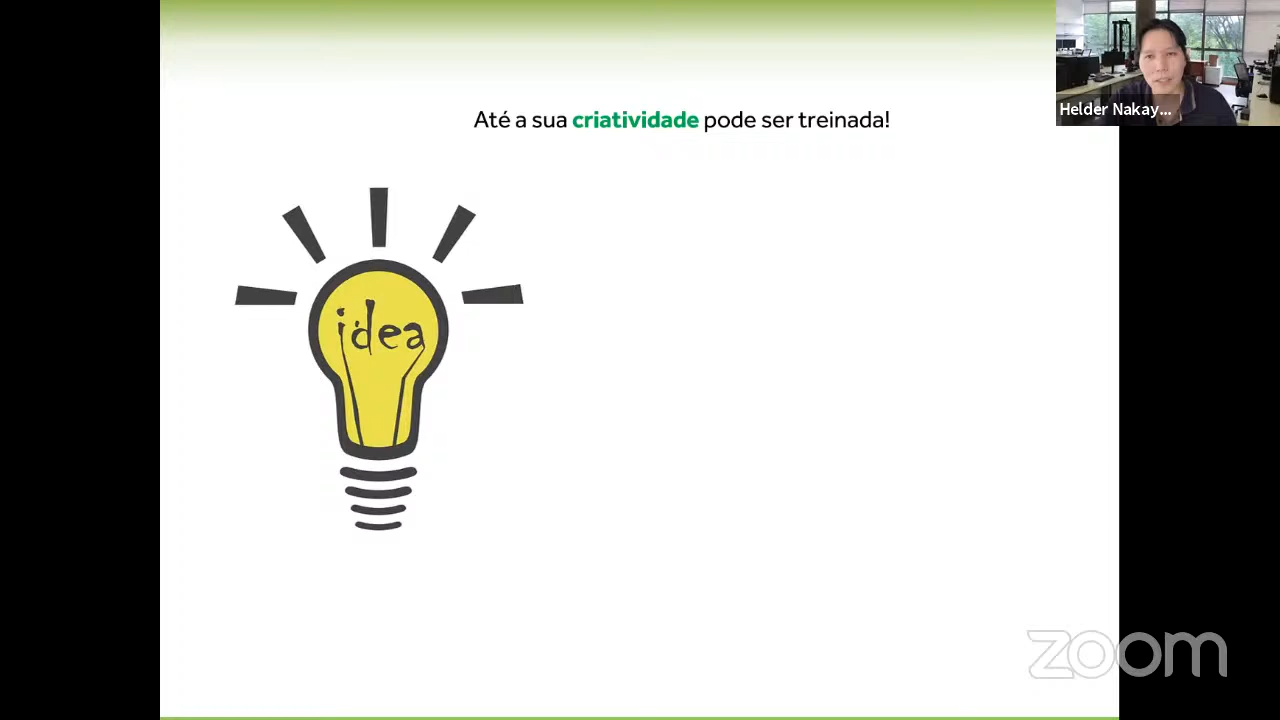 Até a sua criatividade pode ser treinada!
Helder Nakay...
idea
zoom